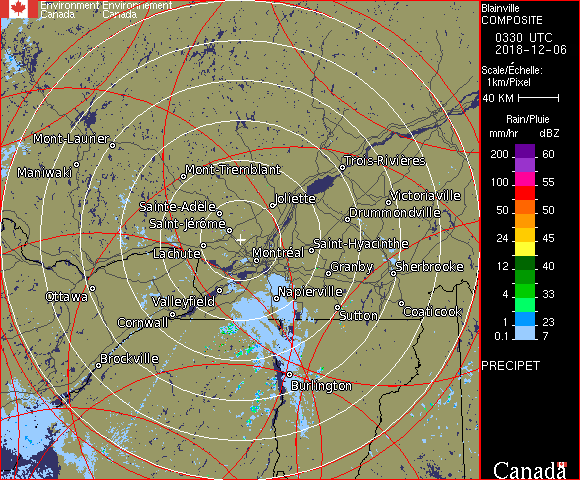 Environment Environnement
Canada Canada
Blainville
COMPOSITE
0330 UTC
2018-12-06
Scale/Échelle:
1km/Pixel
40 KM
Rain/Pluie
mm/hr dBZ
200 60
100 55
50 50
24 45
12 40
4 33
1 23
0.1 7
PRECIPET
Canada
Mont-Laurier
Maniwaki
Mont-Tremblant
Trois-Rivières
Joliette
Victoriaville
Sainte-Adèle
Drummondville
Saint-Jérôme
Lachute
Montréal
Saint-Hyacinthe
Granby
Sherbrooke
Ottawa
Valleyfield
Napierville
Cornwall
Sutton
Coaticook
Brockville
Burlington